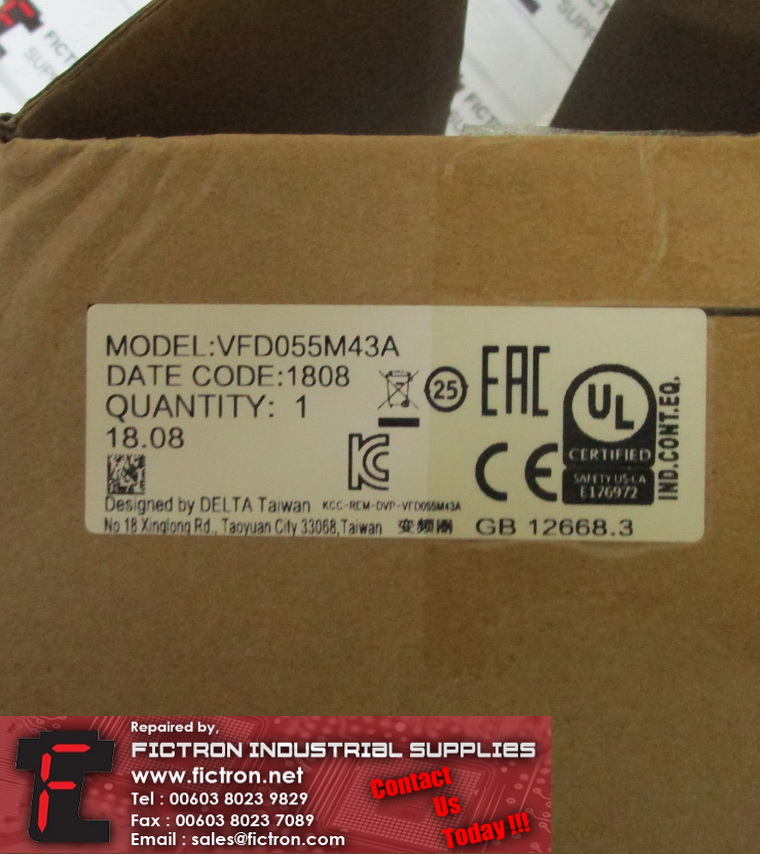 MODEL:VFD055M43A
DATE CODE:1808
QUANTITY: 1
18.08
25
EAC
UL
CERTIFIED
SAFETY US-CA
E176972
IND.CONT.EQ.
KC
CE
Designed by DELTA Taiwan KCC-REM-DVP-VFD055M43A
No 18 Xinglong Rd., Taoyuan City 33068,Taiwan 变频 GB 12668.3
Repaired by,
FICTRON INDUSTRIAL SUPPLIES
www.fictron.net
Tel : 00603 8023 9829
Fax : 00603 8023 7089
Email : sales@fictron.com
Contact
Us
Today !!!